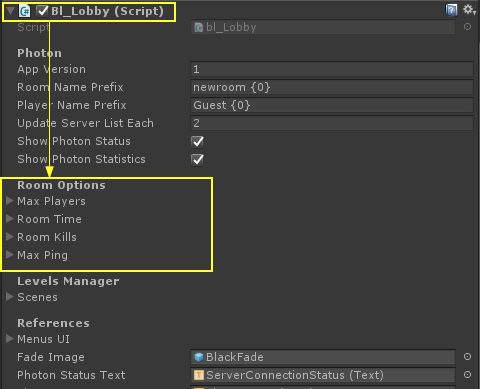 Bl_Lobby (Script)
Script bl_Lobby
Photon
App Version 1
Room Name Prefix newroom {0}
Player Name Prefix Guest {0}
Update Server List Each 2
Show Photon Status
Show Photon Statistics
Room Options
Max Players
Room Time
Room Kills
Max Ping
Levels Manager
Scenes
References
Menus UI
Fade Image BlackFade
Photon Status Text ServerConnectionStatus (Text)